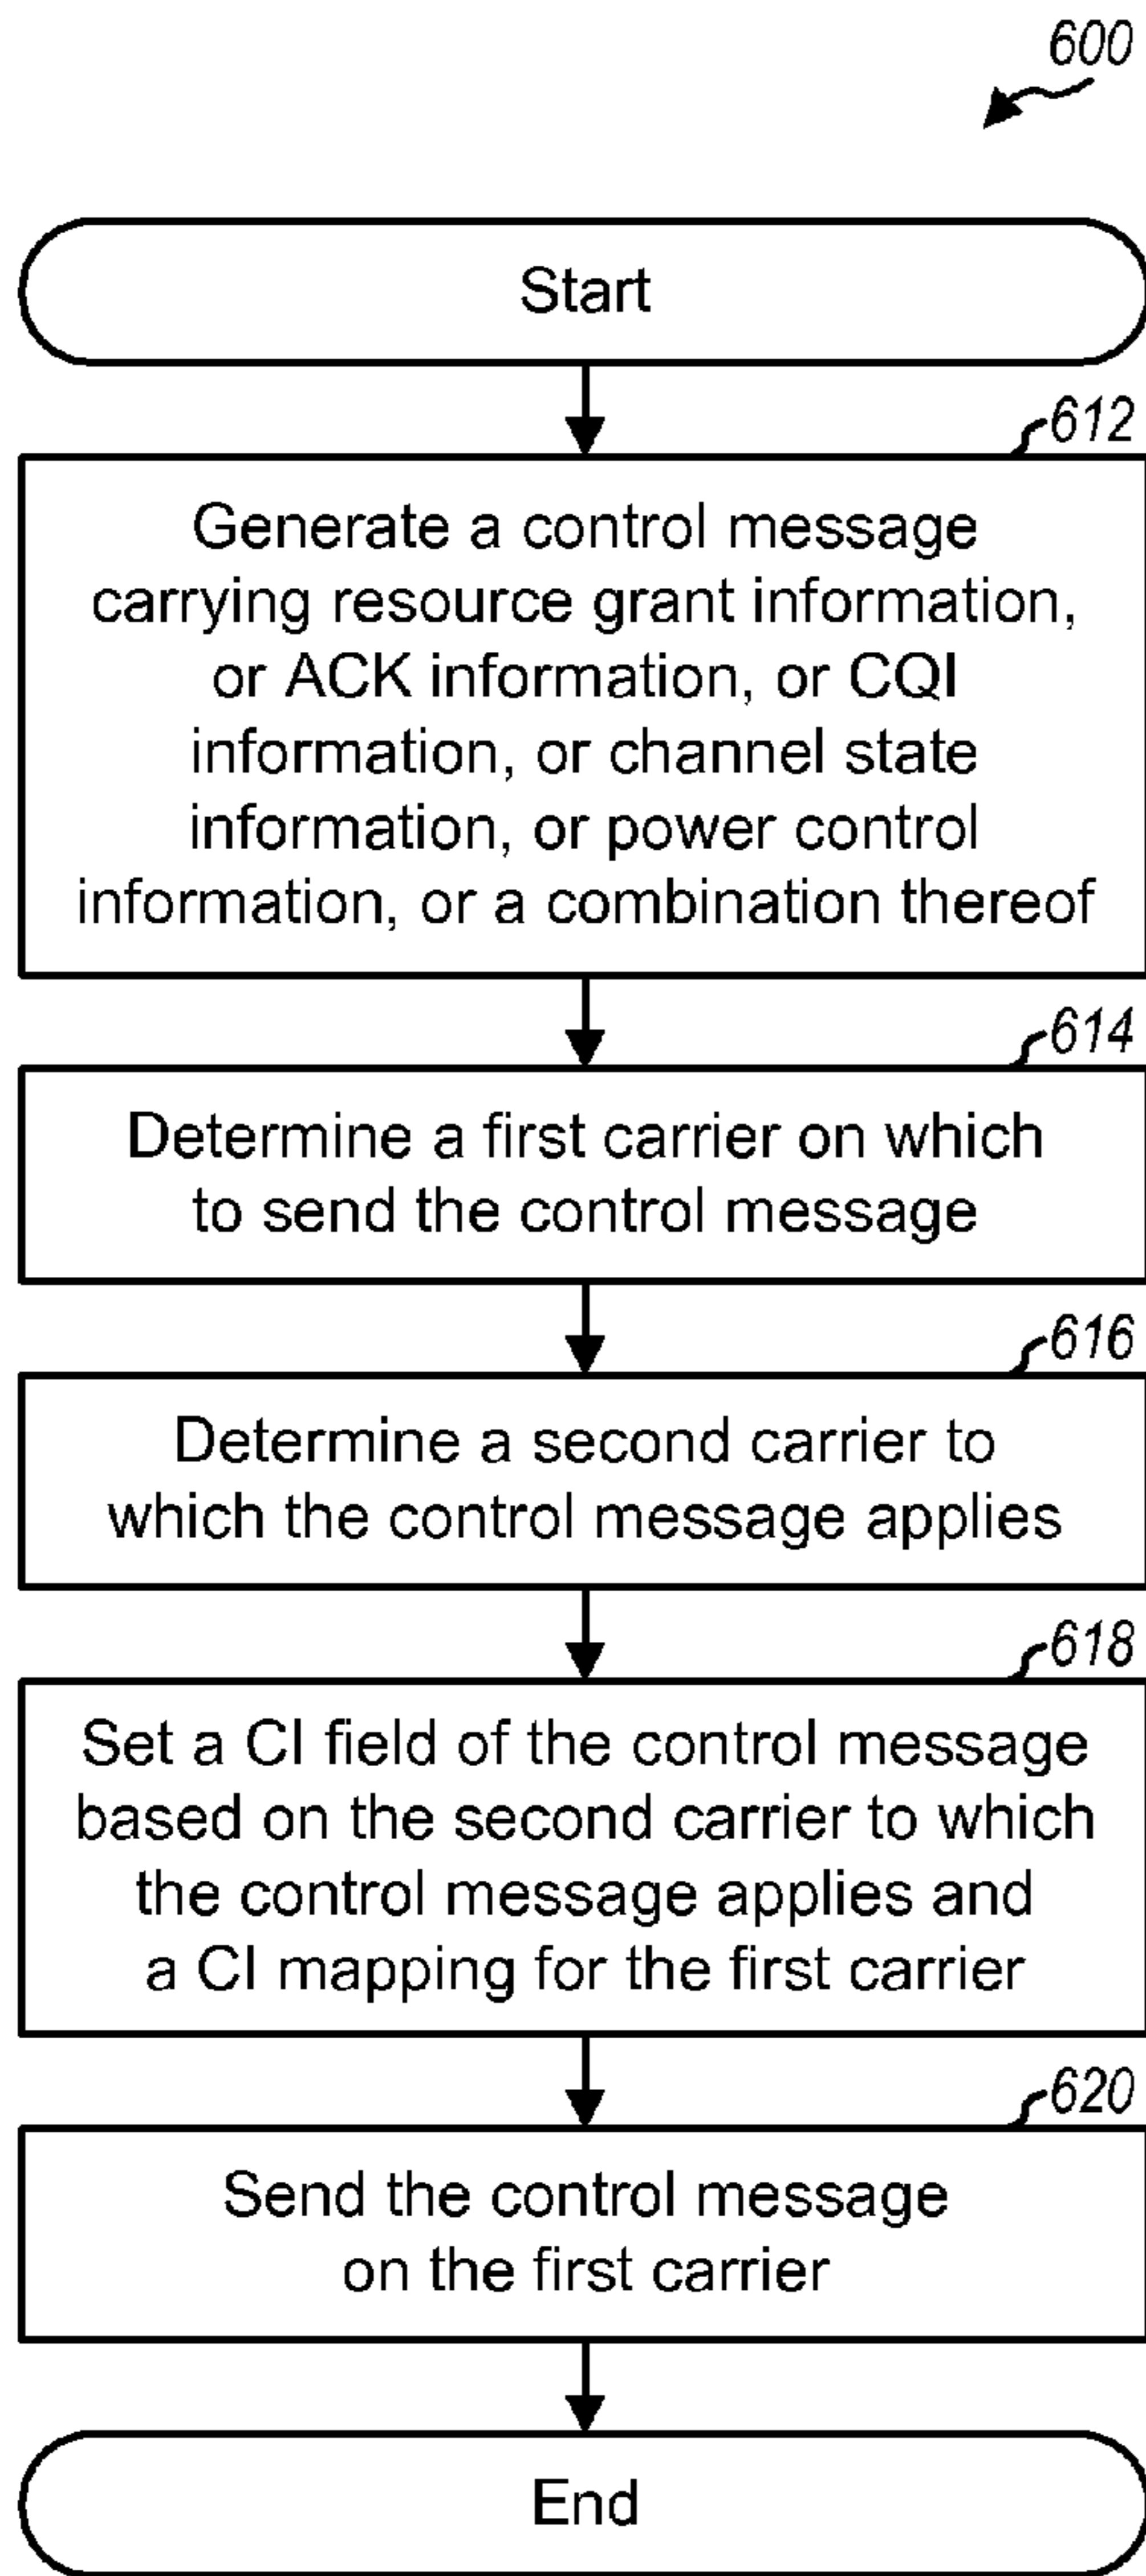 600
Start
612
Generate a control message
carrying resource grant information,
or ACK information, or CQI
information, or channel state
information, or power control
information, or a combination thereof
614
Determine a first carrier on which
to send the control message
616
Determine a second carrier to
which the control message applies
618
Set a CI field of the control message
based on the second carrier to which
the control message applies and
a CI mapping for the first carrier
620
Send the control message
on the first carrier
End